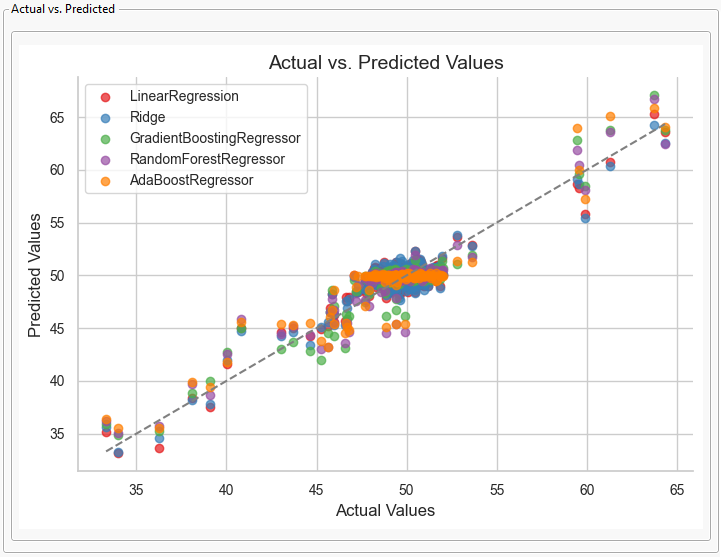 Actual vs. Predicted
Actual vs. Predicted Values
LinearRegression
Ridge
GradientBoostingRegressor
RandomForestRegressor
AdaBoostRegressor
Predicted Values
65
60
55
50
45
40
35
35
40
45
50
55
60
65
Actual Values